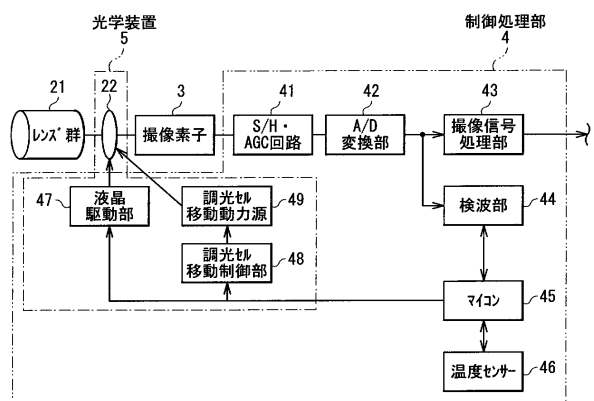 光学装置
5
制御処理部
4
21
22
3
41
42
43
ﾚﾝｽﾞ群
撮像素子
S/H・
AGC回路
A/D
変換部
撮像信号
処理部
47
液晶
駆動部
調光ｾﾙ
移動動力源
49
検波部
44
調光ｾﾙ
移動制御部
48
ﾏｲｺﾝ
45
温度ｾﾝｻｰ
46